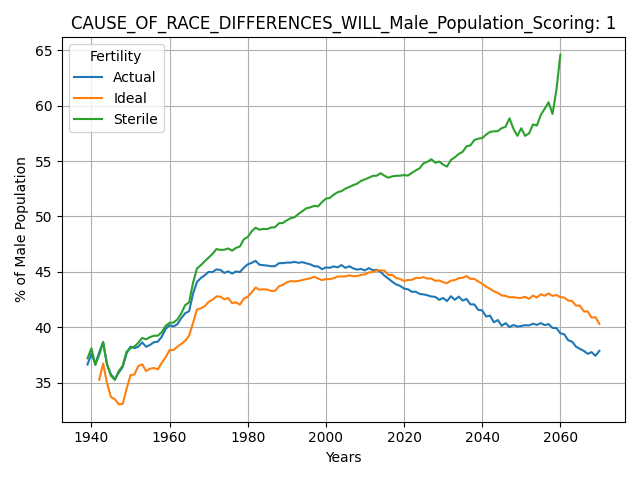 CAUSE_OF_RACE_DIFFERENCES_WILL_Male_Population_Scoring: 1
Fertility
Actual
Ideal
Sterile
% of Male Population
65
60
55
50
45
40
35
1940
1960
1980
2000
2020
2040
2060
Years